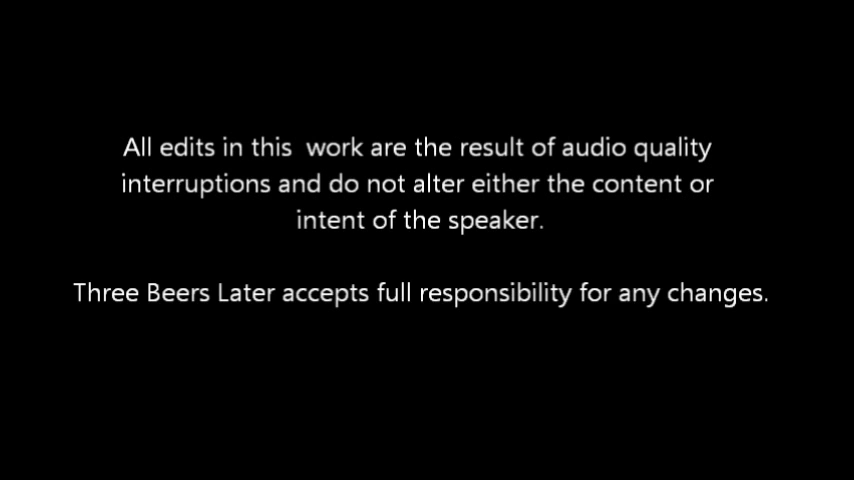 All edits in this  work are the result of audio quality
interruptions and do not alter either the content or
intent of the speaker.
Three Beers Later accepts full responsibility for any changes.